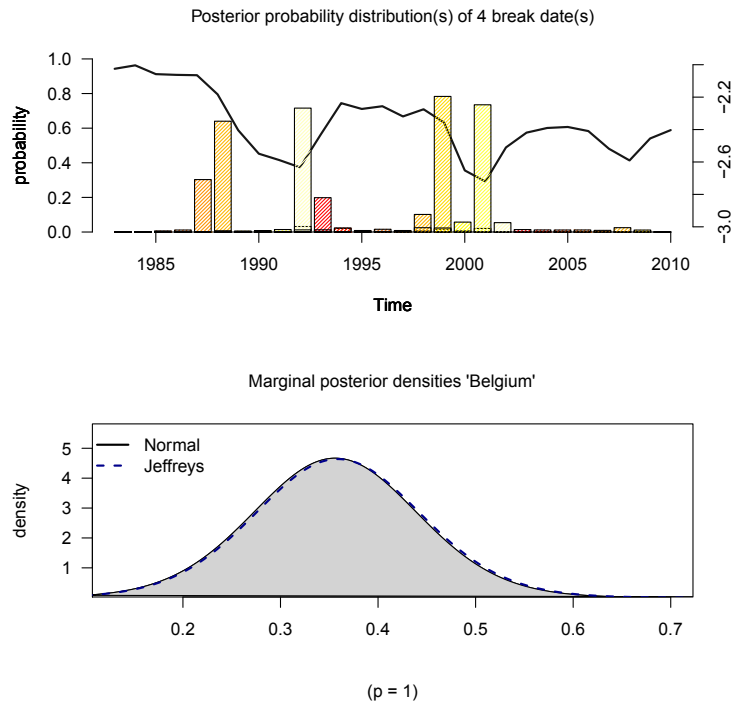 Posterior probability distribution(s) of 4 break date(s)
1.0
0.8
0.6
0.4
0.2
0.0
probability
−2.2
−2.6
−3.0
1985 1990 1995 2000 2005 2010
Time
Marginal posterior densities 'Belgium'
Normal
Jeffreys
5
4
3
2
1
density
0.2 0.3 0.4 0.5 0.6 0.7
(p = 1)